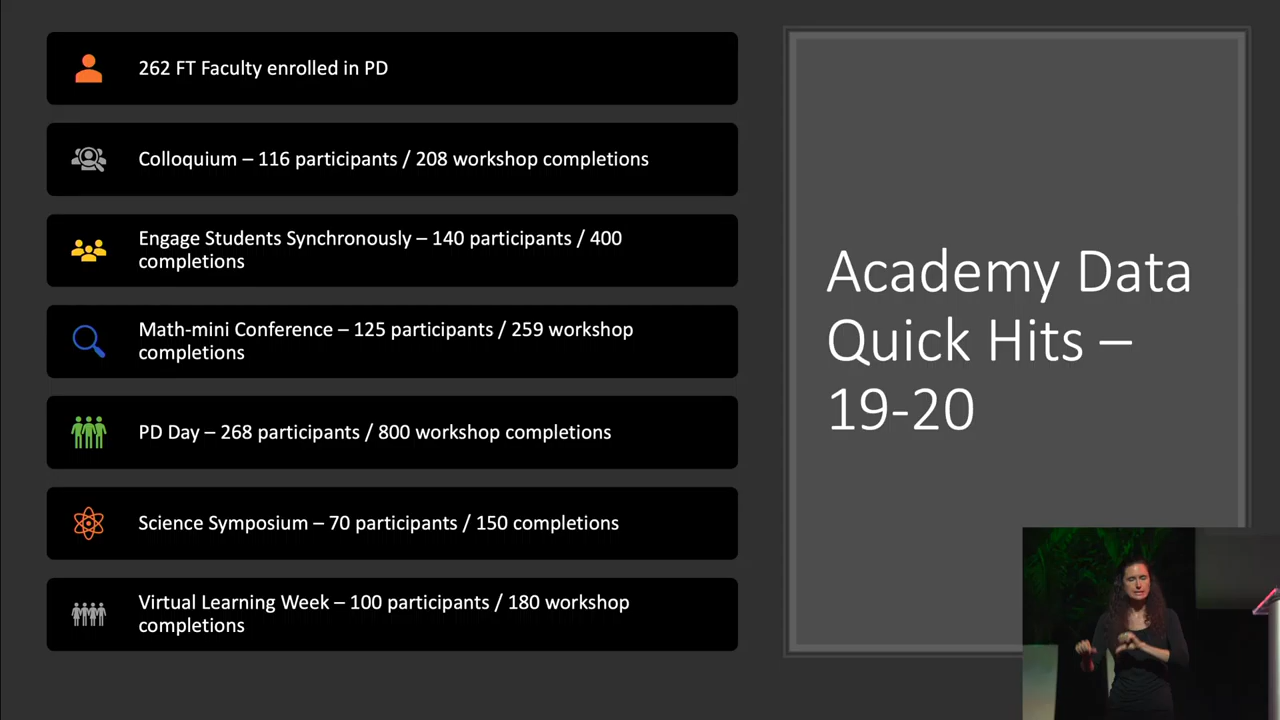 262 FT Faculty enrolled in PD
Colloquium – 116 participants / 208 workshop completions
Engage Students Synchronously – 140 participants / 400
completions
Math-mini Conference – 125 participants / 259 workshop
completions
PD Day – 268 participants / 800 workshop completions
Science Symposium – 70 participants / 150 completions
Virtual Learning Week – 100 participants / 180 workshop
completions
Academy Data
Quick Hits –
19-20